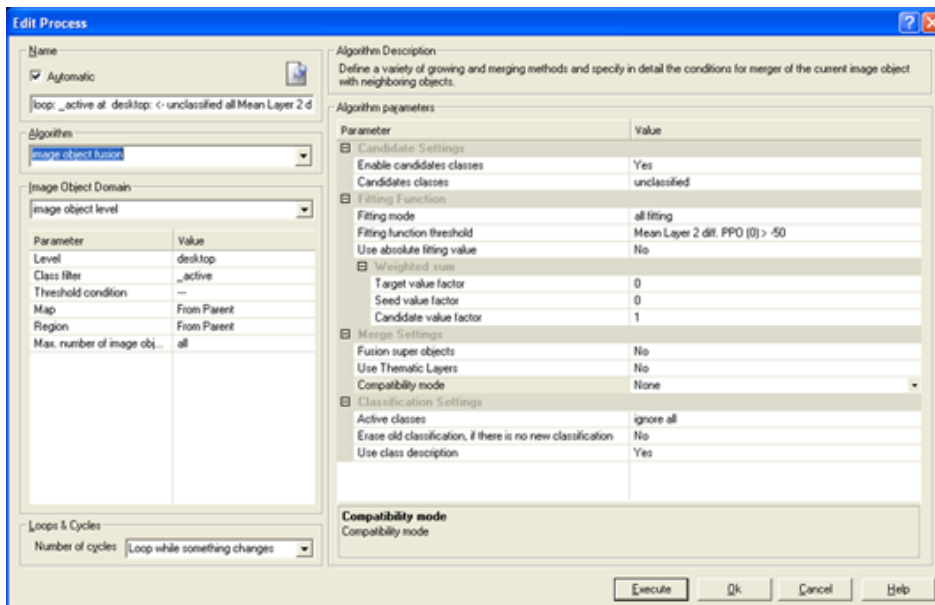 Edit Process
Name
Automatic
loop: _active at desktop: <- unclassified all Mean Layer 2 d
Algorithm
image object fusion
Image Object Domain
image object level
Parameter Value
Level desktop
Class filter _active
Threshold condition ---
Map From Parent
Region From Parent
Max. number of image obj... all
Loops & Cycles
Number of cycles Loop while something changes
Algorithm Description
Define a variety of growing and merging methods and specify in detail the conditions for merger of the current image object
with neighboring objects.
Algorithm parameters
Parameter Value
Candidate Settings
Enable candidates classes Yes
Candidates classes unclassified
Fitting Function
Fitting mode all fitting
Fitting function threshold Mean Layer 2 diff. PPO (0) > -50
Use absolute fitting value No
Weighted sum
Target value factor 0
Seed value factor 0
Candidate value factor 1
Merge Settings
Fusion super objects No
Use Thematic Layers No
Compatibility mode None
Classification Settings
Active classes ignore all
Erase old classification, if there is no new classification No
Use class description Yes
Compatibility mode
Compatibility mode
Execute Ok Cancel Help